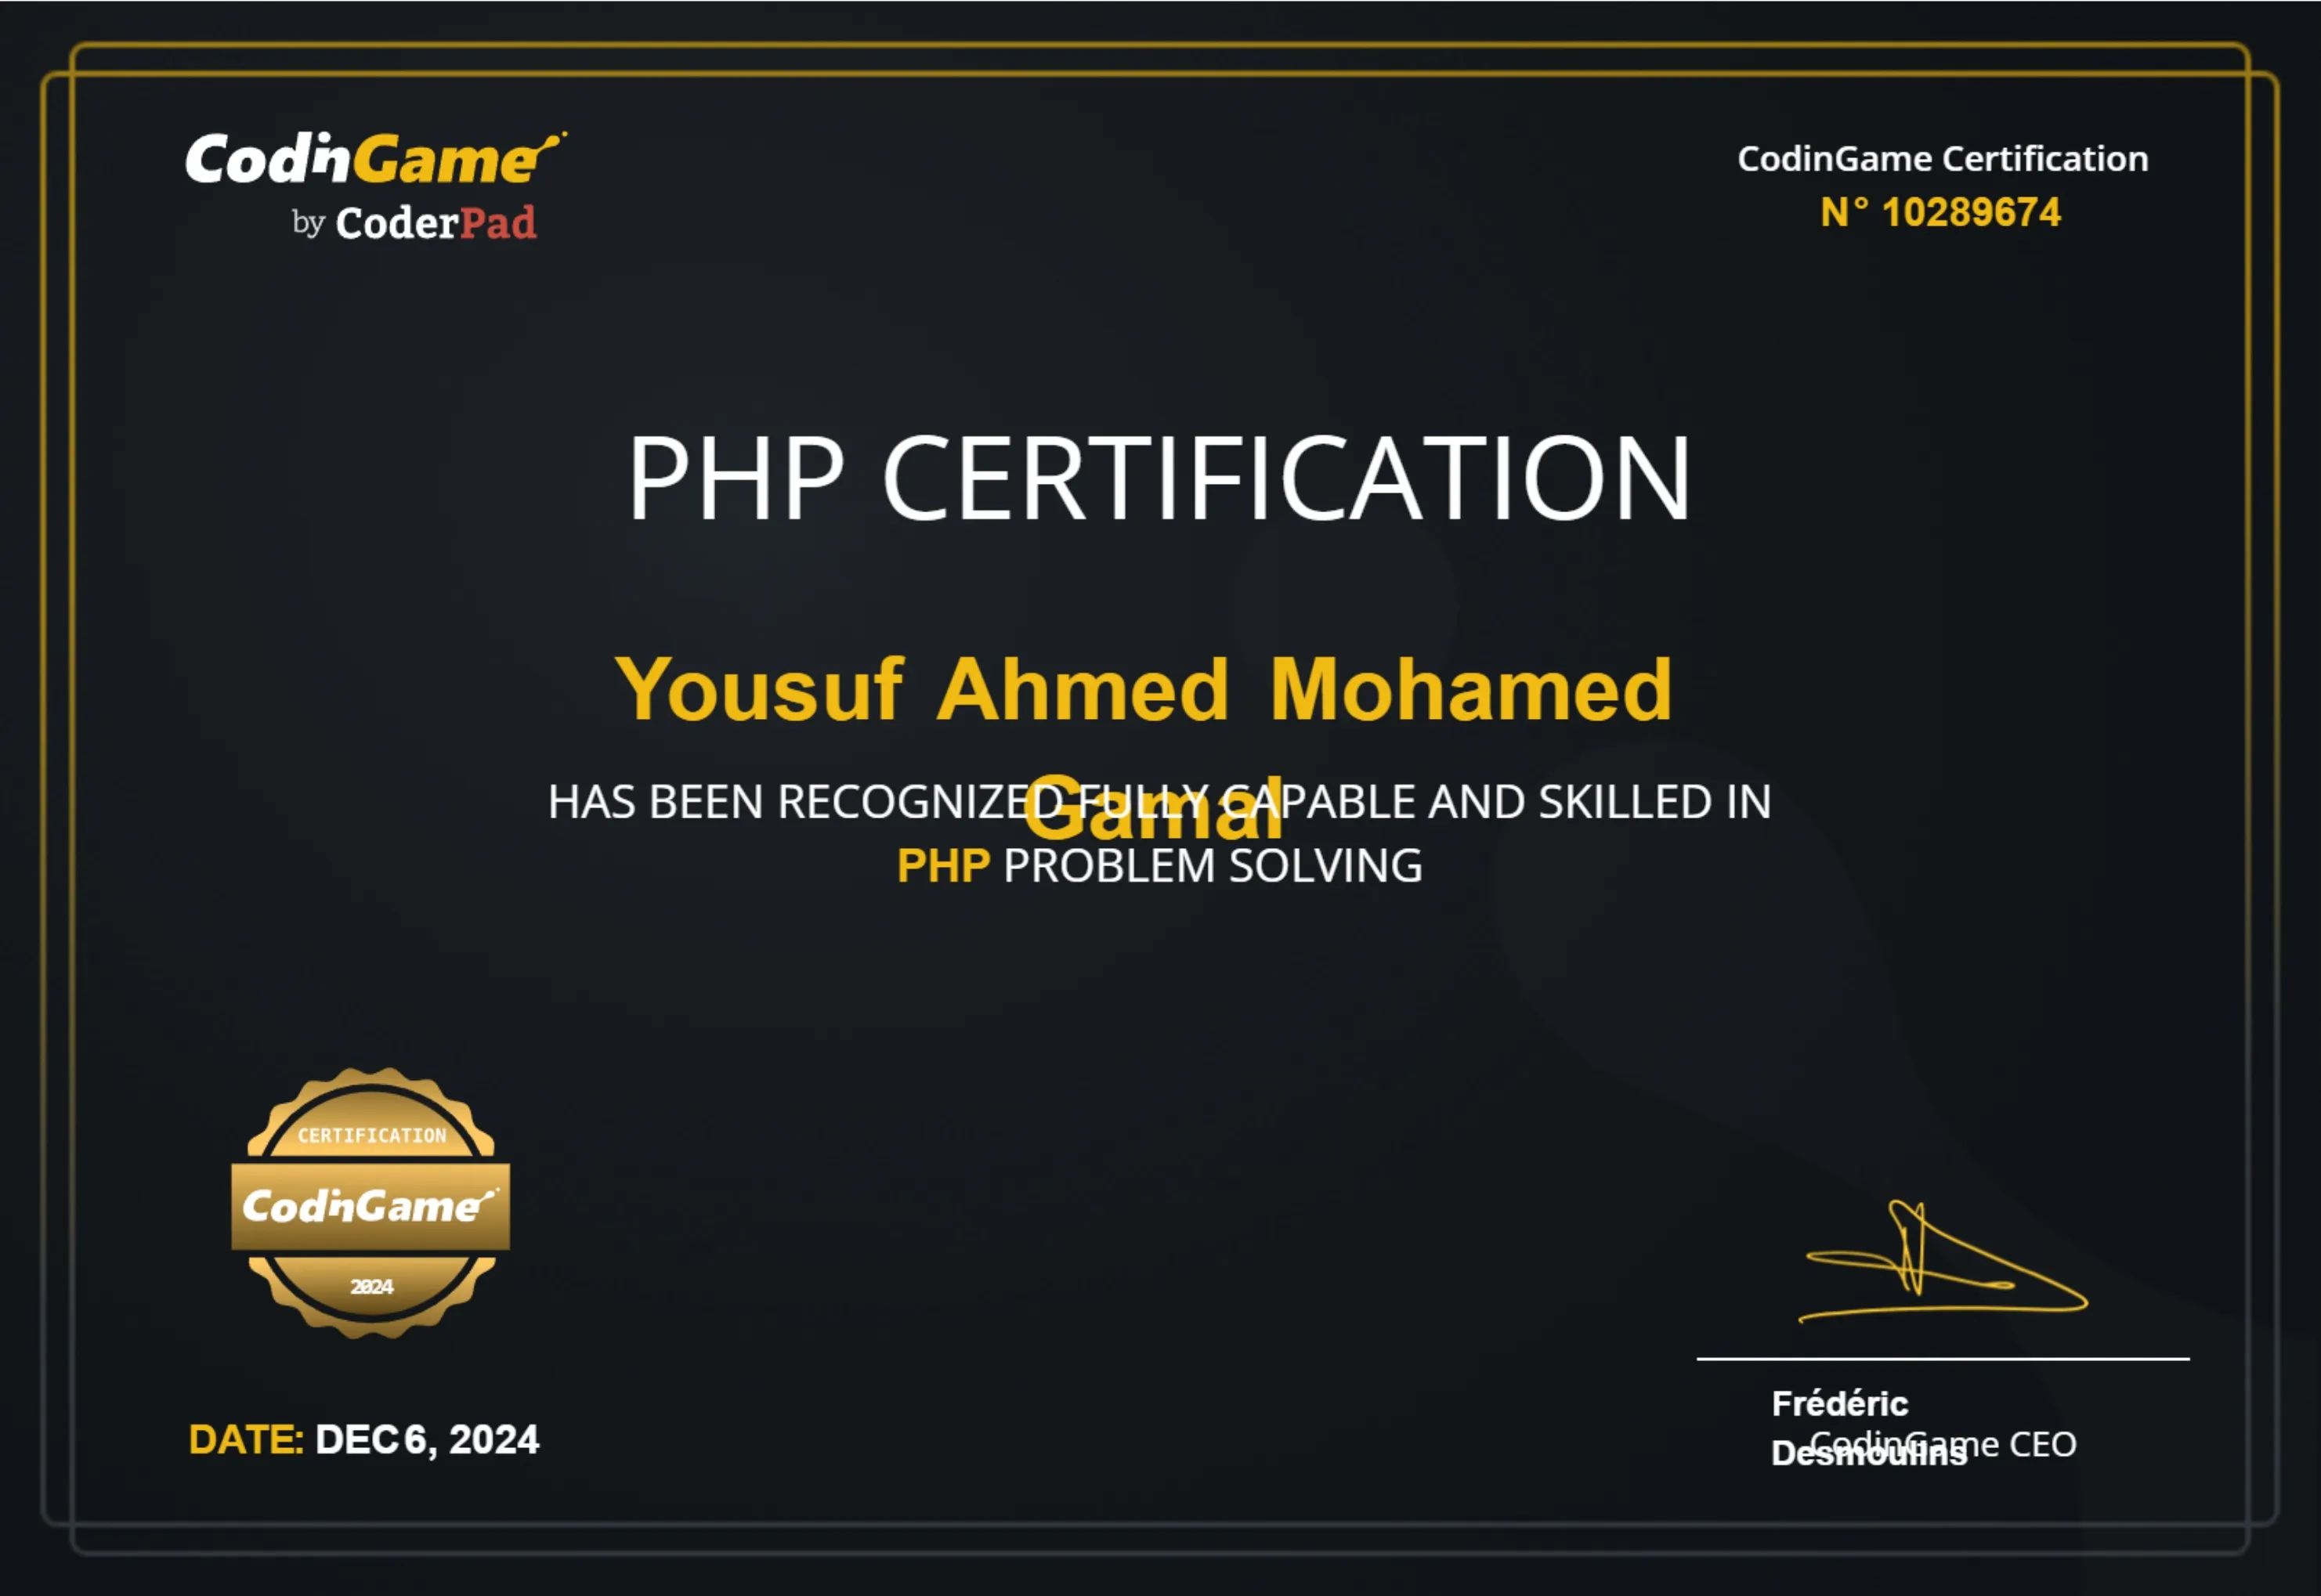 CodinGame
by CoderPad
CodinGame Certification
N° 10289674
PHP CERTIFICATION
Yousuf Ahmed Mohamed
Gamal
HAS BEEN RECOGNIZED FULLY CAPABLE AND SKILLED IN
PHP PROBLEM SOLVING
CERTIFICATION
CodinGame
2024
DATE: DEC 6, 2024
Frédéric
Desmoulins
CodinGame CEO